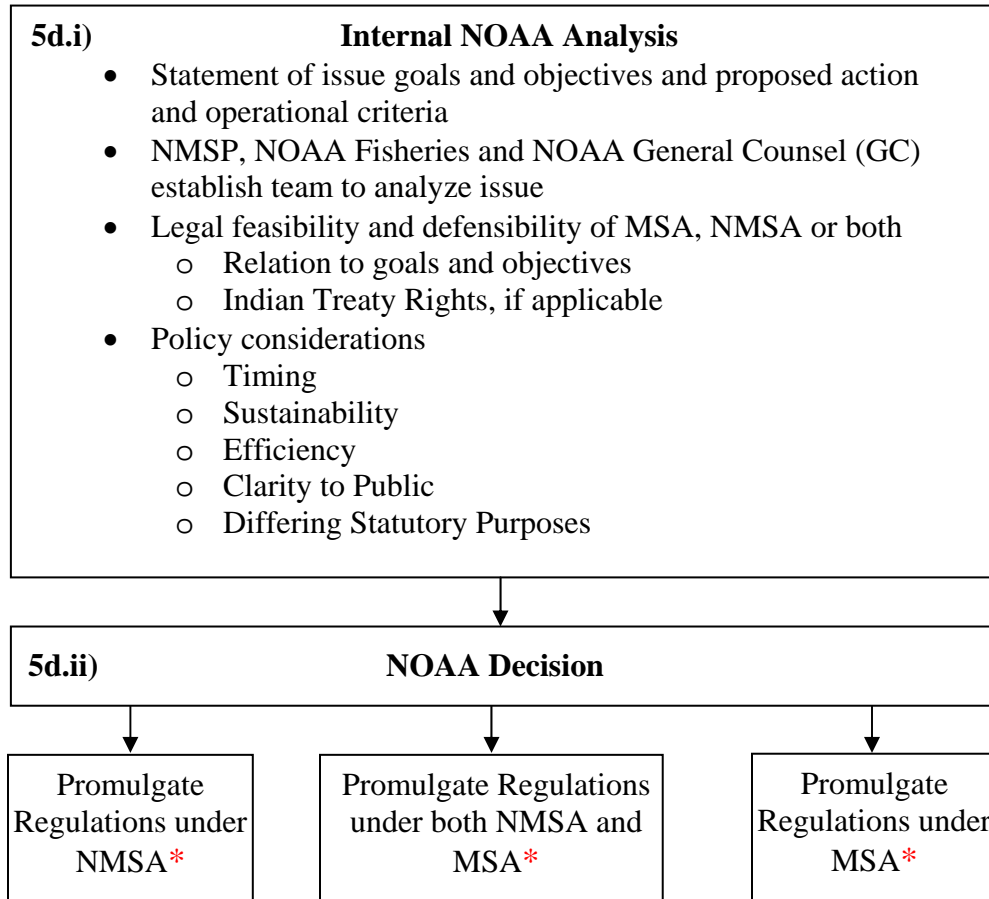 5d.i) Internal NOAA Analysis
• Statement of issue goals and objectives and proposed action
and operational criteria
• NMSP, NOAA Fisheries and NOAA General Counsel (GC)
establish team to analyze issue
• Legal feasibility and defensibility of MSA, NMSA or both
o Relation to goals and objectives
o Indian Treaty Rights, if applicable
• Policy considerations
o Timing
o Sustainability
o Efficiency
o Clarity to Public
o Differing Statutory Purposes
5d.ii) NOAA Decision
Promulgate
Regulations under
NMSA*
Promulgate Regulations
under both NMSA and
MSA*
Promulgate
Regulations under
MSA*